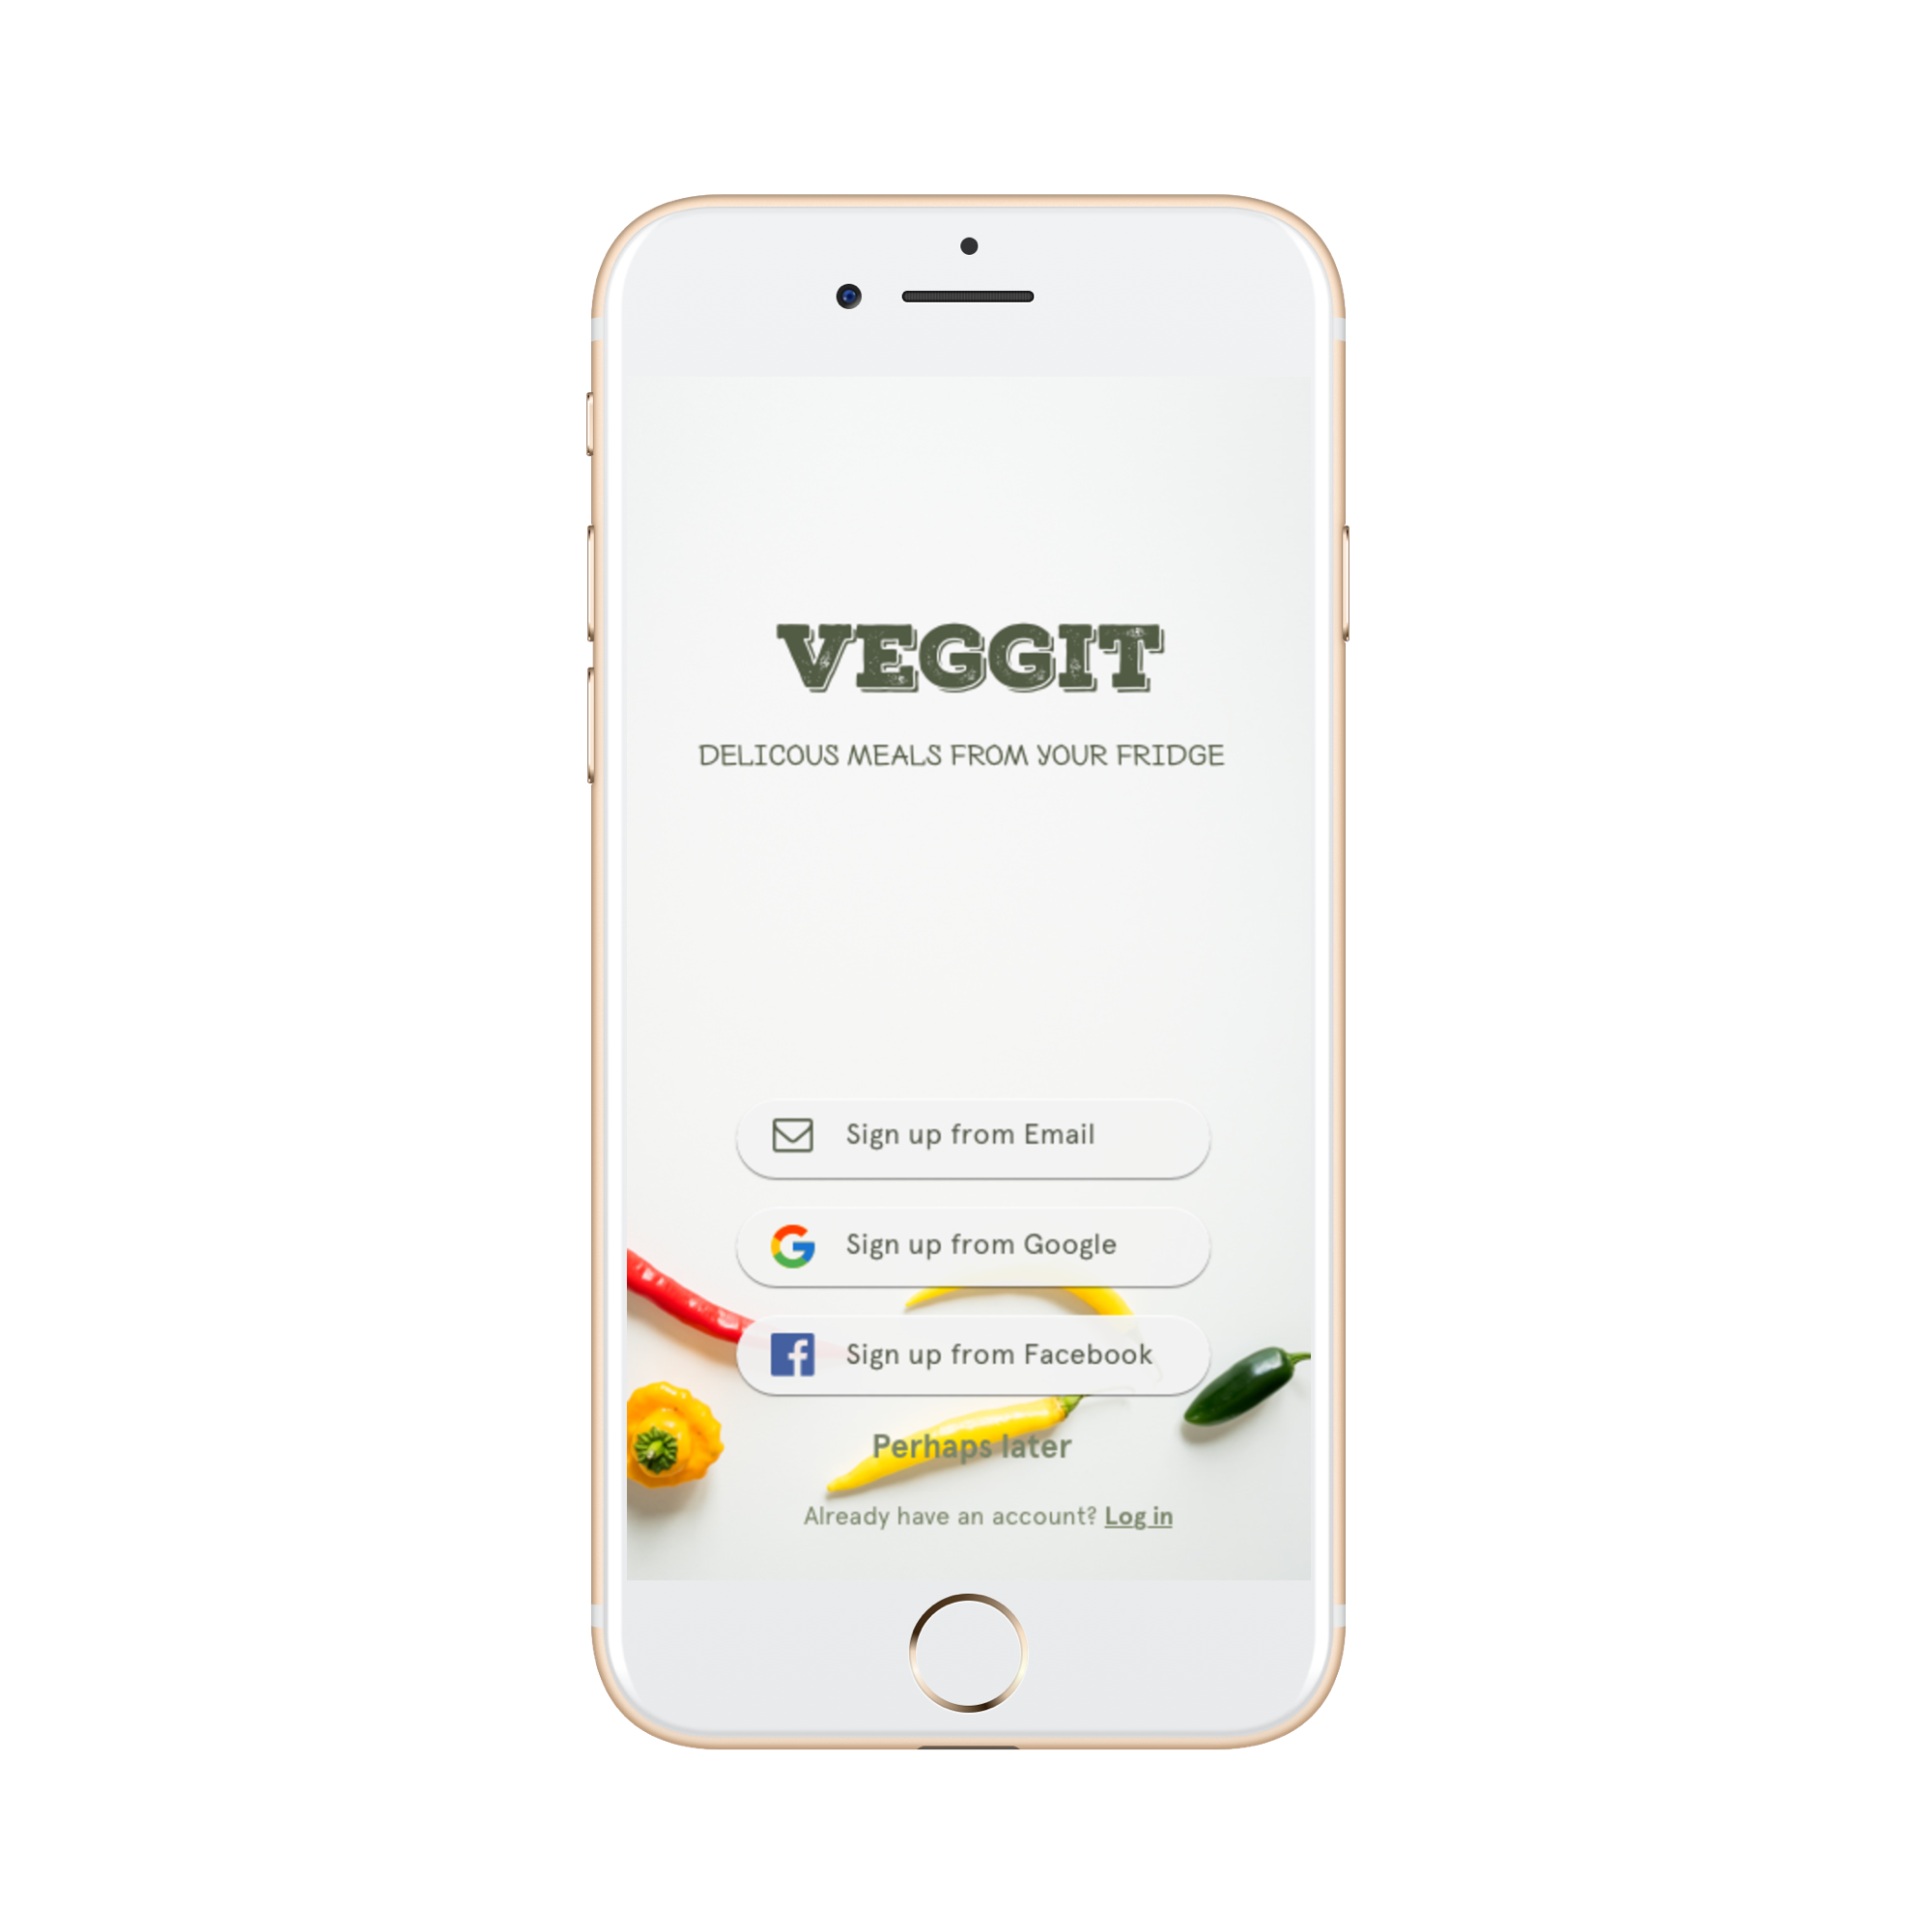 VEGGIT
DELICOUS MEALS FROM YOUR FRIDGE
Sign up from Email
Sign up from Google
Sign up from Facebook
Perhaps later
Already have an account? Log in